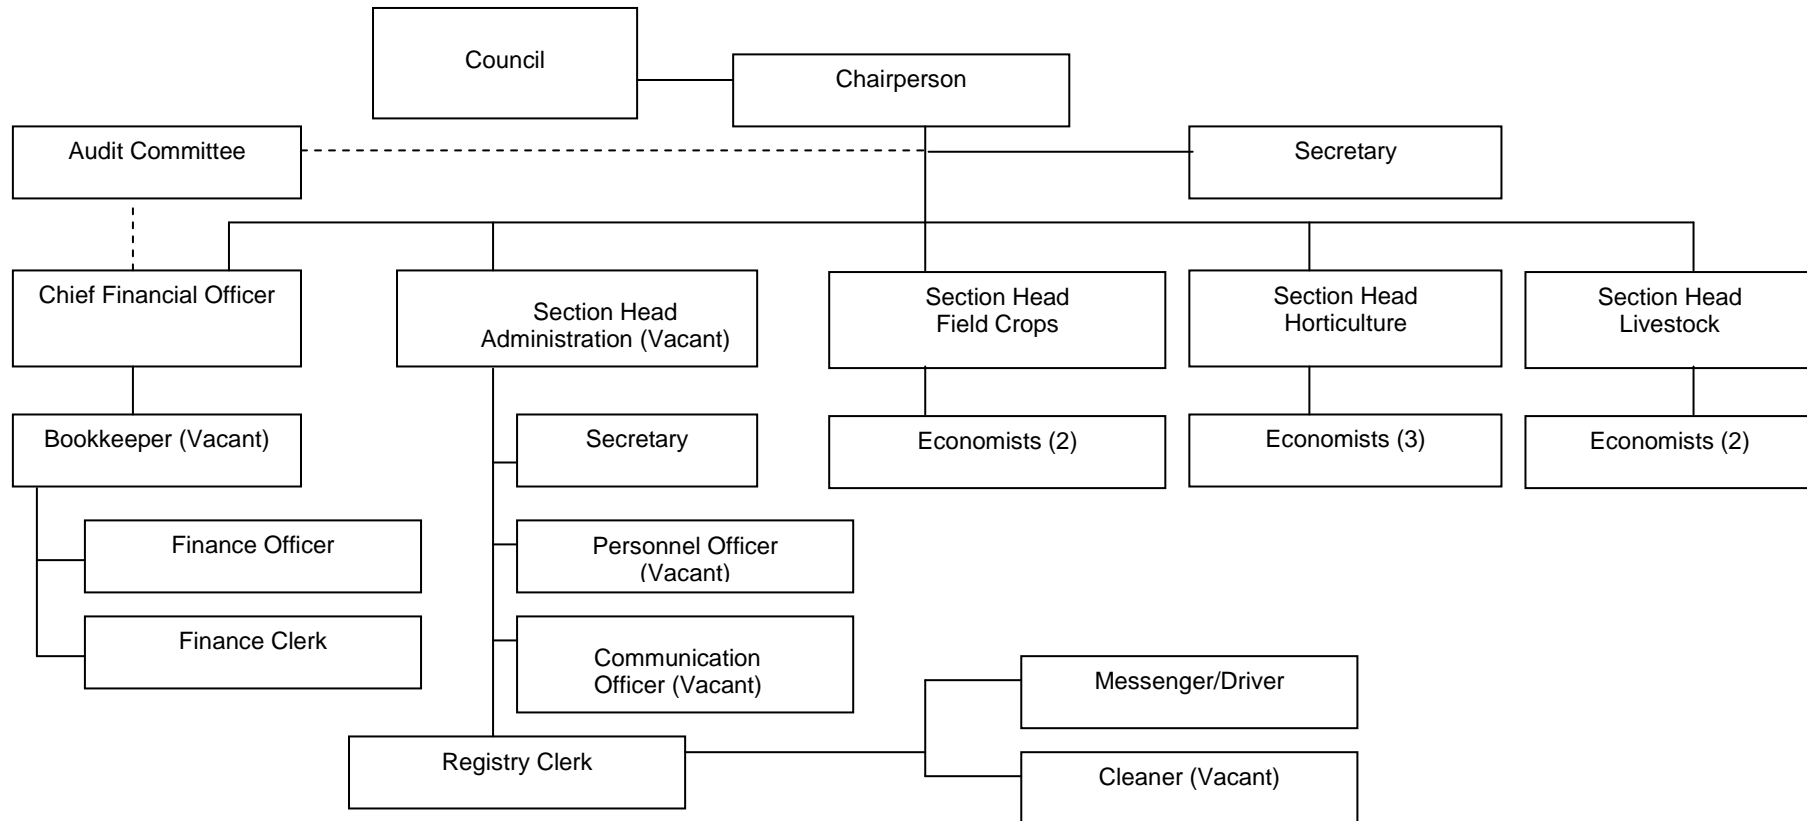 Council
Chairperson
Audit Committee
Secretary
Chief Financial Officer
Section Head
Administration (Vacant)
Section Head
Field Crops
Section Head
Horticulture
Section Head
Livestock
Bookkeeper (Vacant)
Secretary
Economists (2)
Economists (3)
Economists (2)
Finance Officer
Personnel Officer
(Vacant)
Finance Clerk
Communication
Officer (Vacant)
Messenger/Driver
Registry Clerk
Cleaner (Vacant)